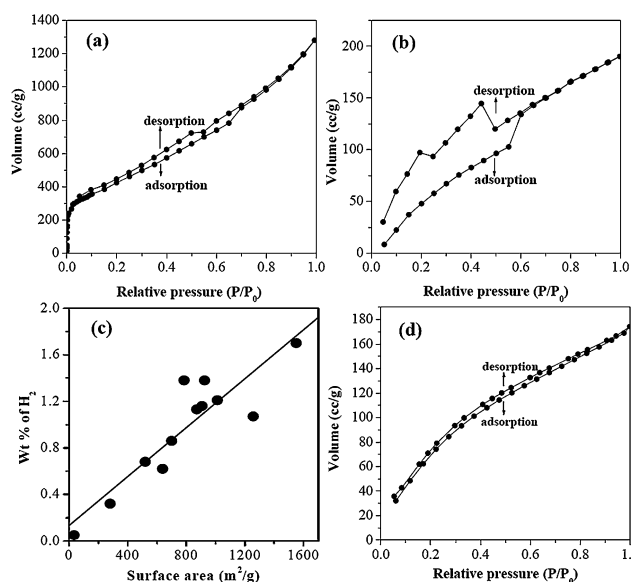 (a)
1400
1200
1000
800
600
400
200
0
Volume (cc/g)
desorption
adsorption
0.0 0.2 0.4 0.6 0.8 1.0
Relative pressure (P/P0)
(b)
200
150
100
50
0
Volume (cc/g)
desorption
adsorption
0.0 0.2 0.4 0.6 0.8 1.0
Relative pressure (P/P0)
(c)
2.0
1.6
1.2
0.8
0.4
0.0
Wt % of H2
0 400 800 1200 1600
Surface area (m2/g)
(d)
180
160
140
120
100
80
60
40
20
0
Volume (cc/g)
desorption
adsorption
0.0 0.2 0.4 0.6 0.8 1.0
Relative pressure (P/P0)